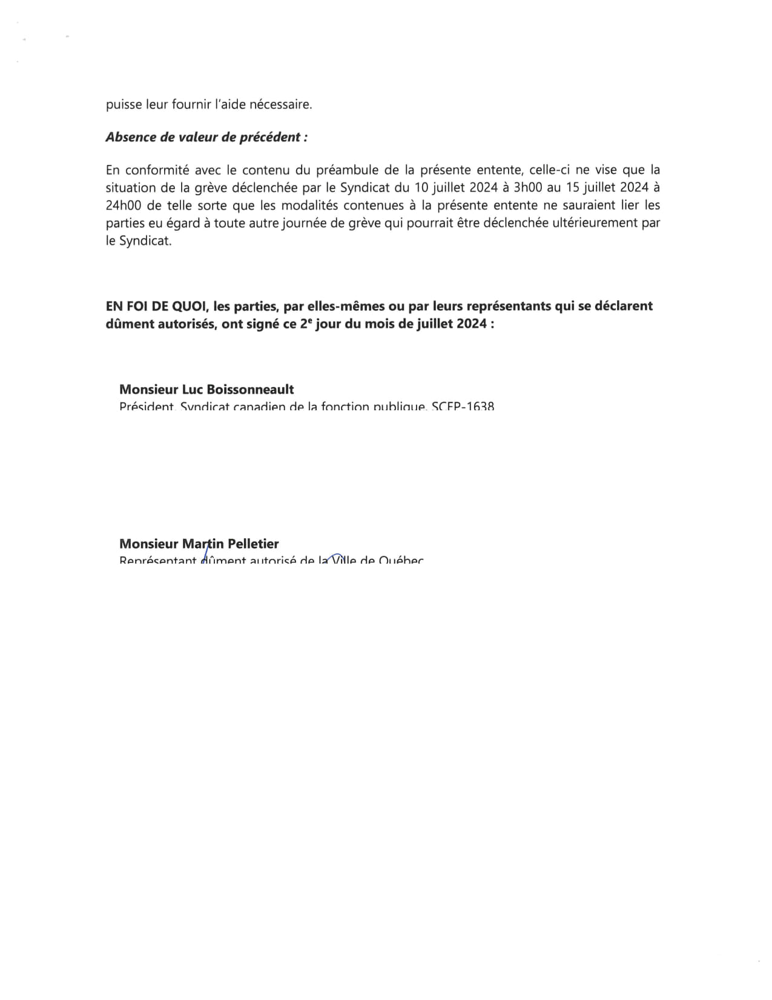 puisse leur fournir l'aide nécessaire.
Absence de valeur de précédent :
En conformité avec le contenu du préambule de la présente entente, celle-ci ne vise que la
situation de la grève déclenchée par le Syndicat du 10 juillet 2024 à 3h00 au 15 juillet 2024 à
24h00 de telle sorte que les modalités contenues à la présente entente ne sauraient lier les
parties eu égard à toute autre journée de grève qui pourrait être déclenchée ultérieurement par
le Syndicat.
EN FOI DE QUOI, les parties, par elles-mêmes ou par leurs représentants qui se déclarent
dûment autorisés, ont signé ce 2e jour du mois de juillet 2024 :
Monsieur Luc Boissonneault
Président, Syndicat canadien de la fonction publique, SCFP-1638
Monsieur Martin Pelletier
Représentant dûment autorisé de la Ville de Québec